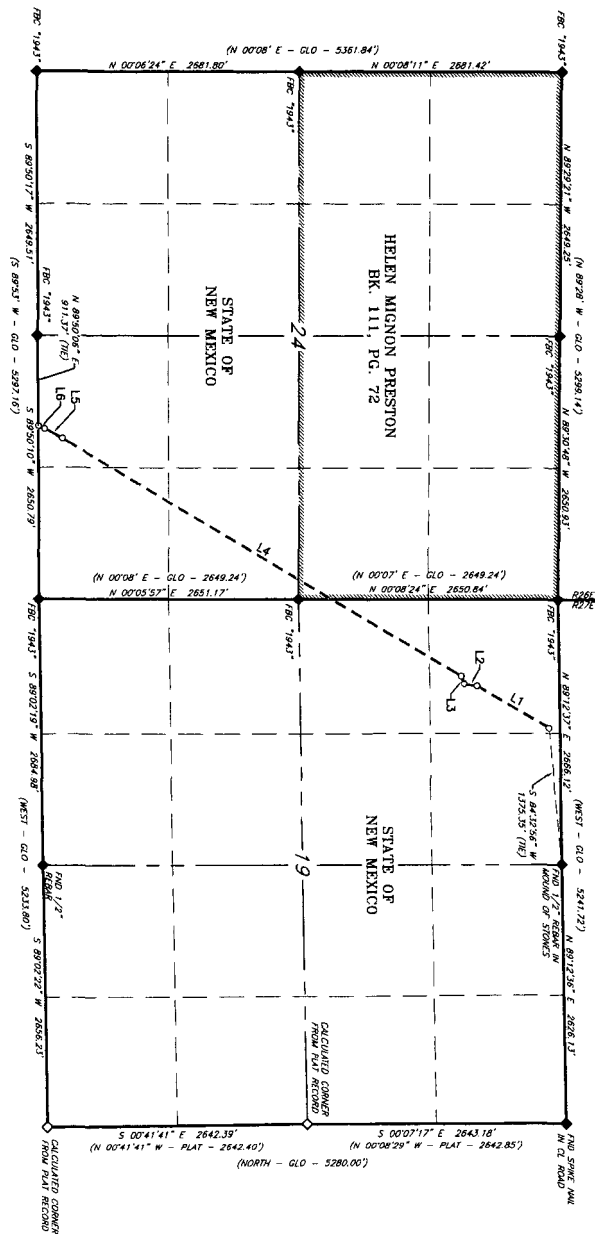 FBC "1943"
(N 00°08' E - GLO - 5361.84')
FBC "1943"
N 00°06'24" E 2681.80'
N 00°08'11" E 2681.42'
FBC "1943"
S 89°50'17" W 2649.51'
N 89°29'21" W 2649.25'
HELEN MIGNON PRESTON
BK. 111, PG. 72
STATE OF
NEW MEXICO
24
FBC "1943"
(S 89°53' W - GLO - 5297.16')
N 89°50'06" E
911.37' (TIE)
FBC "1943"
(N 89°28' W - GLO - 5299.14')
L6
L5
S 89°50'10" W 2650.79'
N 89°30'48" W 2650.93'
L4
(N 00°08' E - GLO - 2649.24')
(N 00°07' E - GLO - 2649.24')
N 00°05'57" E 2651.17'
N 00°08'24" E 2650.84'
R26E
R27E
FBC "1943"
FBC "1943"
FBC "1943"
L3
L2
L1
S 89°02'19" W 2684.98'
N 89°12'37" E 2666.12'
S 84°32'56" W
1375.35' (TIE)
(WEST - GLO - 5233.80')
(WEST - GLO - 5241.72')
STATE OF
NEW MEXICO
19
FND 1/2"
REBAR
FND 1/2" REBAR IN
MOUND OF STONES
S 89°02'22" W 2656.23'
N 89°12'36" E 2626.13'
CALCULATED CORNER
FROM PLAT RECORD
S 00°41'41" E 2642.39'
S 00°07'17" E 2643.18'
(N 00°41'41" W - PLAT - 2642.40')
(N 00°08'29" W - PLAT - 2642.85')
(NORTH - GLO - 5280.00')
CALCULATED CORNER
FROM PLAT RECORD
FND SPIKE NAIL
IN CL ROAD